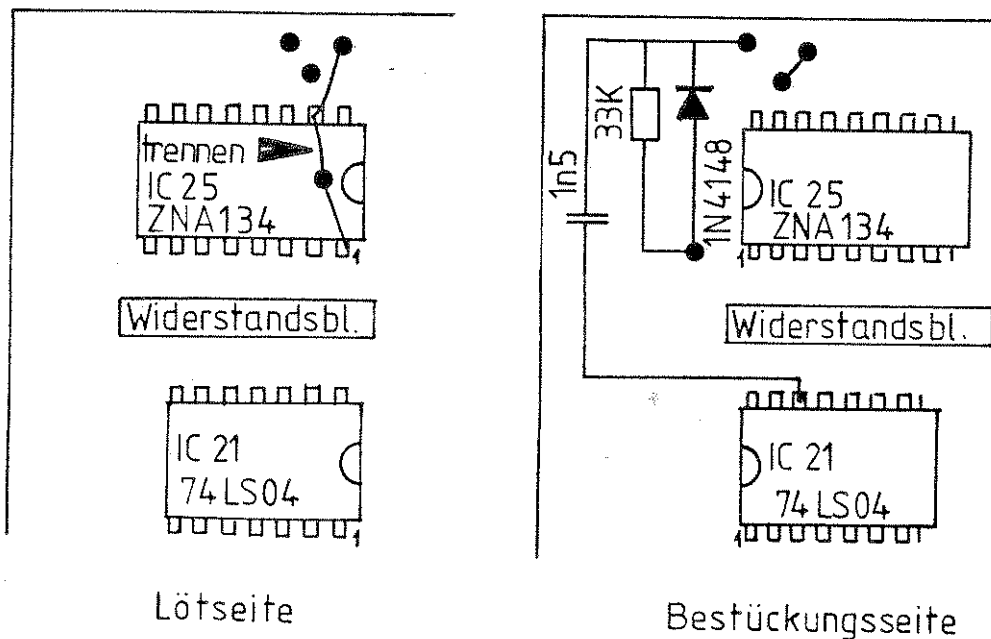 trennen
IC 25
ZNA134
1
Widerstandsbl.
IC 21
74LS04
1
Lötseite
1n5
33K
1N4148
IC 25
ZNA134
1
Widerstandsbl.
IC 21
74LS04
1
Bestückungsseite